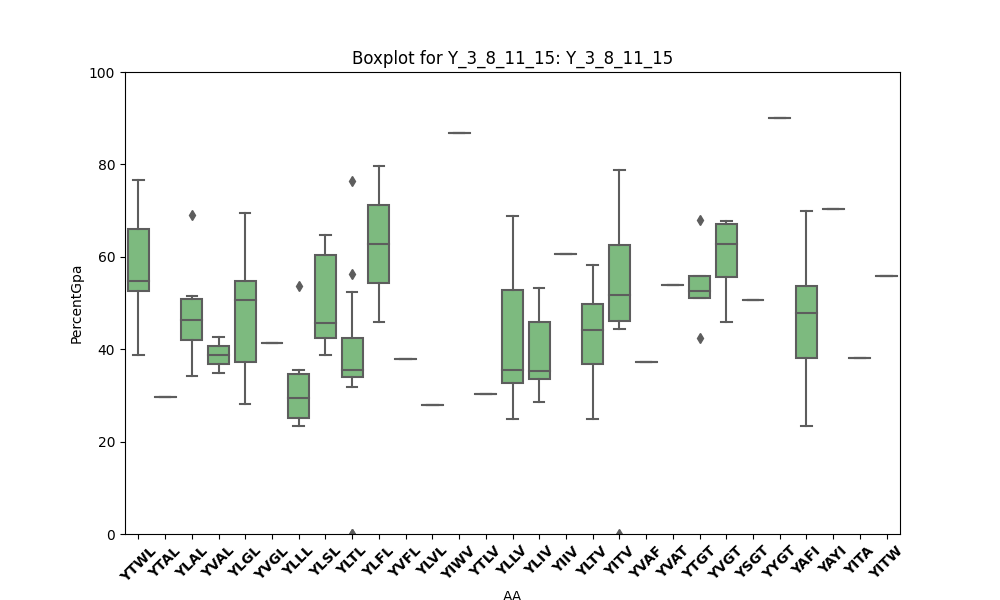 Boxplot for Y_3_8_11_15: Y_3_8_11_15
100
80
60
40
20
0
PercentGpa
YTWL YTAL YLAL YVAL YLGL YVGL YLLL YLSL YLTL YLFL YVFL YLVL YIWV YTLV YLLV YLIV YIIV YLTV YITV YVAF YVAT YTGT YVGT YSGT YYGT YAFI YAYI YITA YITW
AA